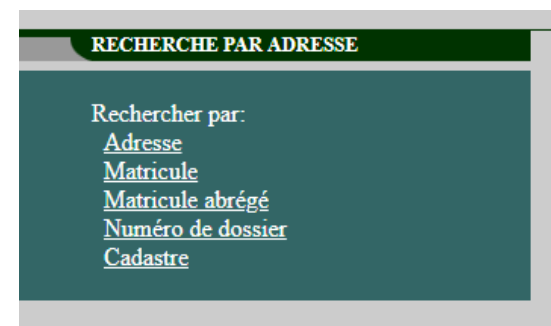 RECHERCHE PAR ADRESSE
Rechercher par:
Adresse
Matricule
Matricule abrégé
Numéro de dossier
Cadastre